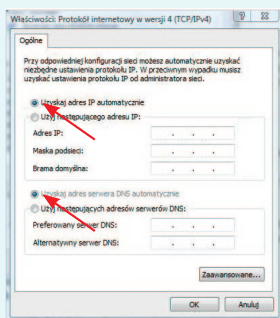 Właściwości: Protokół internetowy w wersji 4 (TCP/IPv4)
Ogólne
Przy odpowiedniej konfiguracji sieci możesz automatycznie uzyskać
niezbędne ustawienia protokołu IP. W przeciwnym wypadku musisz
uzyskać ustawienia protokołu IP od administratora sieci.
Uzyskaj adres IP automatycznie
Użyj następującego adresu IP:
Adres IP:
Maska podsieci:
Brama domyślna:
Uzyskaj adres serwera DNS automatycznie
Użyj następujących adresów serwerów DNS:
Preferowany serwer DNS:
Alternatywny serwer DNS:
Zaawansowane...
OK Anuluj